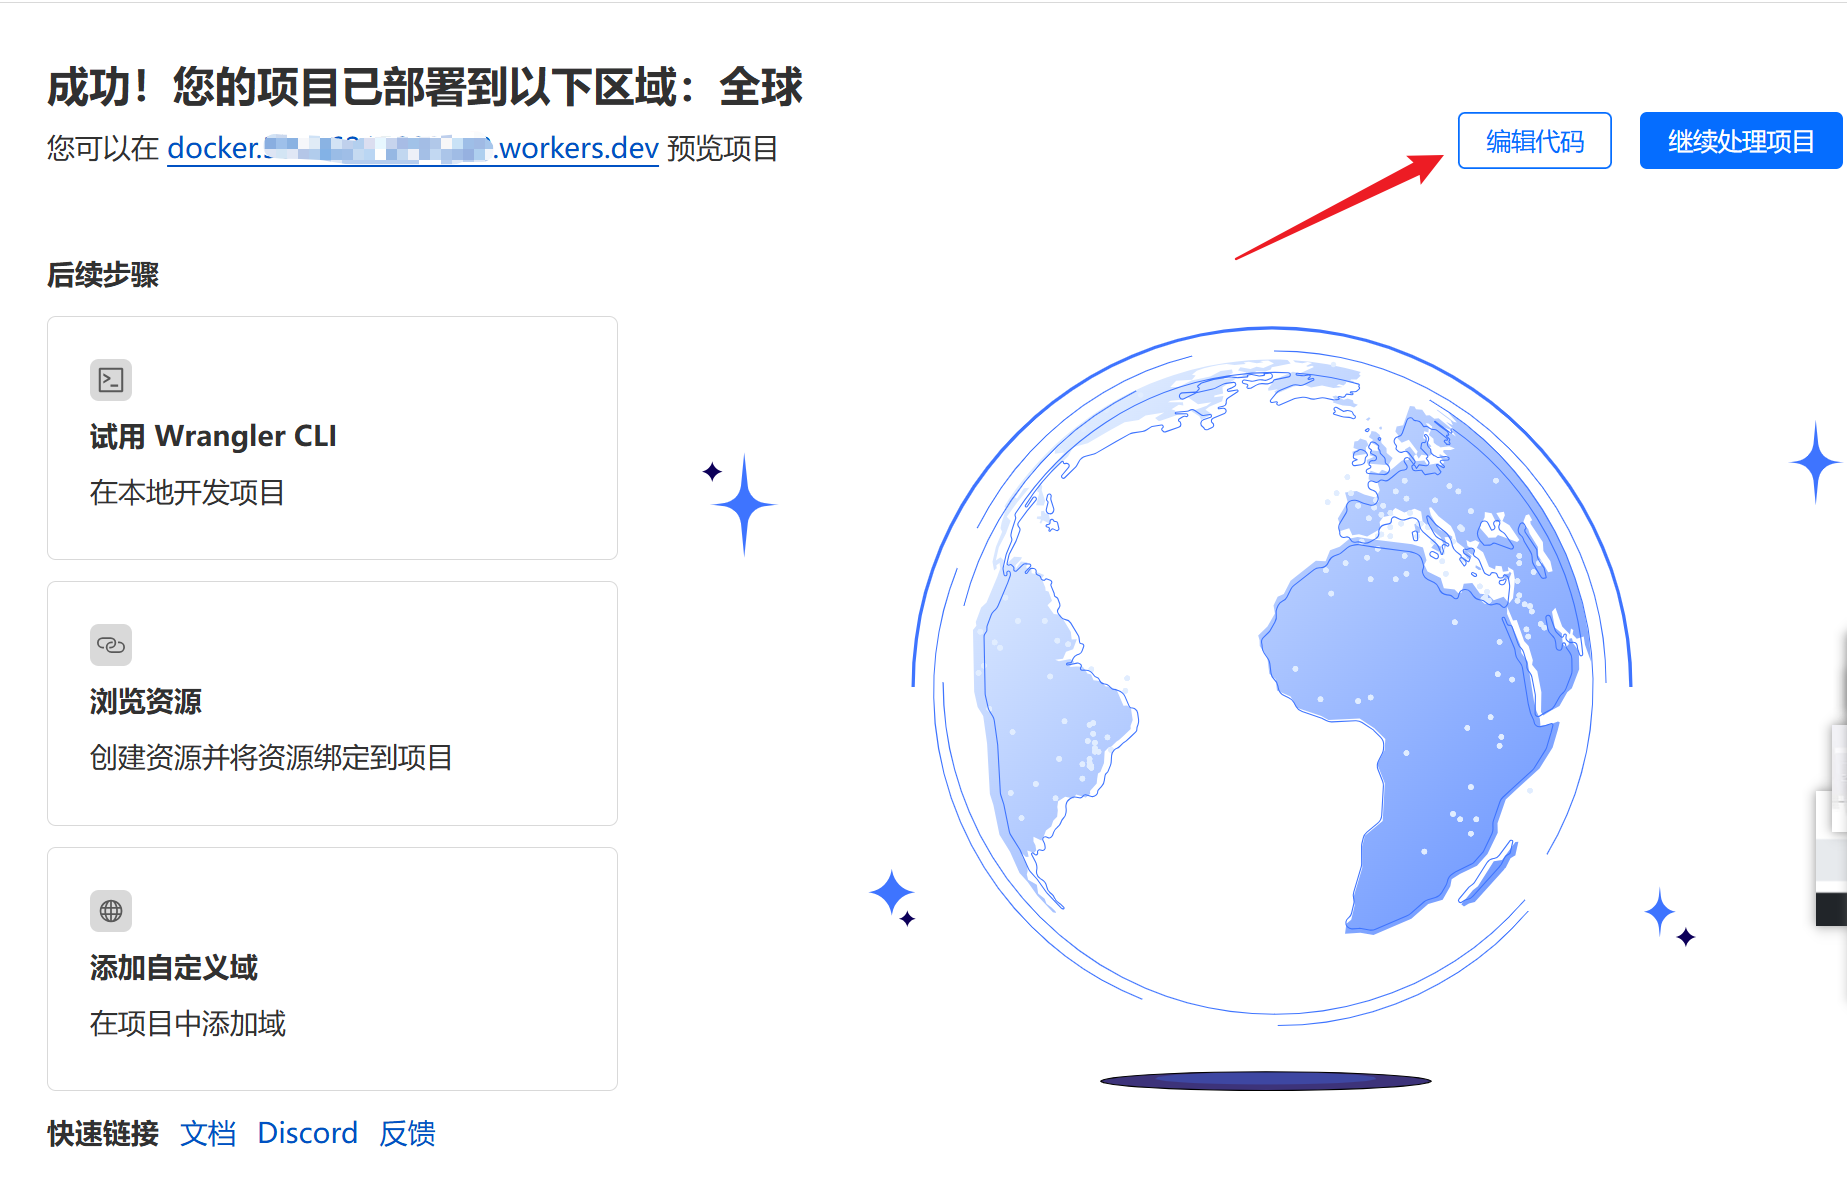 成功！您的项目已部署到以下区域：全球
您可以在 docker. .workers.dev 预览项目
编辑代码
继续处理项目
后续步骤
试用 Wrangler CLI
在本地开发项目
浏览资源
创建资源并将资源绑定到项目
添加自定义域
在项目中添加域
快速链接 文档 Discord 反馈